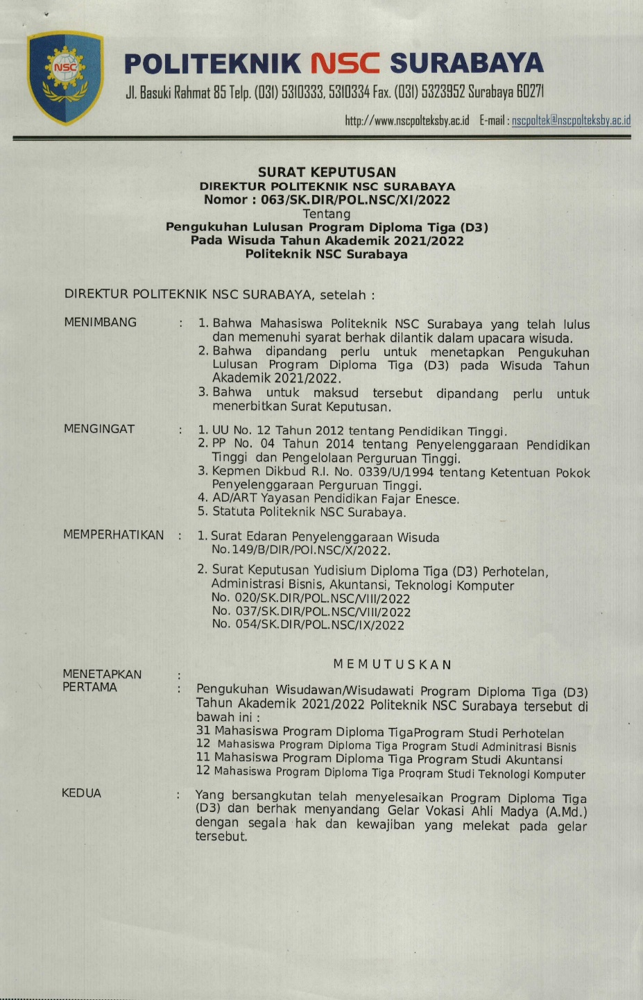 NSC
POLITEKNIK NSC SURABAYA
Jl. Basuki Rahmat 85 Telp. (031) 5310333, 5310334 Fax. (031) 5323952 Surabaya 60271
http://www.nscpolteksby.ac.id E-mail : nscpoltek@nscpolteksby.ac.id
SURAT KEPUTUSAN
DIREKTUR POLITEKNIK NSC SURABAYA
Nomor : 063/SK.DIR/POL.NSC/XI/2022
Tentang
Pengukuhan Lulusan Program Diploma Tiga (D3)
Pada Wisuda Tahun Akademik 2021/2022
Politeknik NSC Surabaya
DIREKTUR POLITEKNIK NSC SURABAYA, setelah :
MENIMBANG : 1. Bahwa Mahasiswa Politeknik NSC Surabaya yang telah lulus
dan memenuhi syarat berhak dilantik dalam upacara wisuda.
2. Bahwa dipandang perlu untuk menetapkan Pengukuhan
Lulusan Program Diploma Tiga (D3) pada Wisuda Tahun
Akademik 2021/2022.
3. Bahwa untuk maksud tersebut dipandang perlu untuk
menerbitkan Surat Keputusan.
MENGINGAT : 1. UU No. 12 Tahun 2012 tentang Pendidikan Tinggi.
2. PP No. 04 Tahun 2014 tentang Penyelenggaraan Pendidikan
Tinggi dan Pengelolaan Perguruan Tinggi.
3. Kepmen Dikbud R.I. No. 0339/U/1994 tentang Ketentuan Pokok
Penyelenggaraan Perguruan Tinggi.
4. AD/ART Yayasan Pendidikan Fajar Enesce.
5. Statuta Politeknik NSC Surabaya.
MEMPERHATIKAN : 1. Surat Edaran Penyelenggaraan Wisuda
No.149/B/DIR/POl.NSC/X/2022.
2. Surat Keputusan Yudisium Diploma Tiga (D3) Perhotelan,
Administrasi Bisnis, Akuntansi, Teknologi Komputer
No. 020/SK.DIR/POL.NSC/VIII/2022
No. 037/SK.DIR/POL.NSC/VIII/2022
No. 054/SK.DIR/POL.NSC/IX/2022
M E M U T U S K A N
MENETAPKAN :
PERTAMA : Pengukuhan Wisudawan/Wisudawati Program Diploma Tiga (D3)
Tahun Akademik 2021/2022 Politeknik NSC Surabaya tersebut di
bawah ini :
31 Mahasiswa Program Diploma TigaProgram Studi Perhotelan
12 Mahasiswa Program Diploma Tiga Program Studi Adminitrasi Bisnis
11 Mahasiswa Program Diploma Tiga Program Studi Akuntansi
12 Mahasiswa Program Diploma Tiga Program Studi Teknologi Komputer
KEDUA : Yang bersangkutan telah menyelesaikan Program Diploma Tiga
(D3) dan berhak menyandang Gelar Vokasi Ahli Madya (A.Md.)
dengan segala hak dan kewajiban yang melekat pada gelar
tersebut.